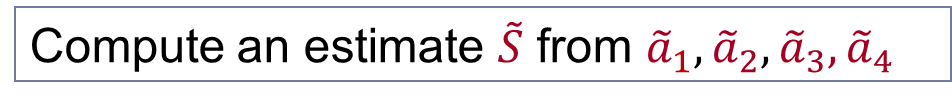 Compute an estimate S̃ from ã₁, ã₂, ã₃, ã₄